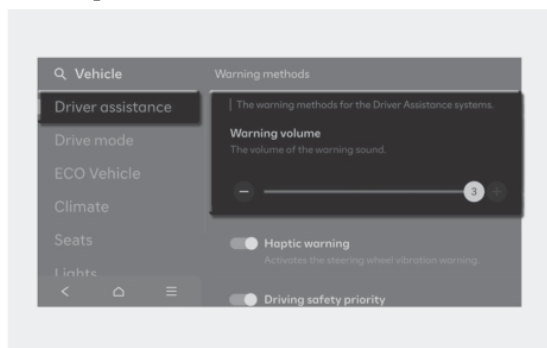 Vehicle
Warning methods
Driver assistance
The warning methods for the Driver Assistance systems.
Drive mode
Warning volume
The volume of the warning sound.
ECO Vehicle
3
Climate
Seats
Haptic warning
Activates the steering wheel vibration warning.
Lights
Driving safety priority